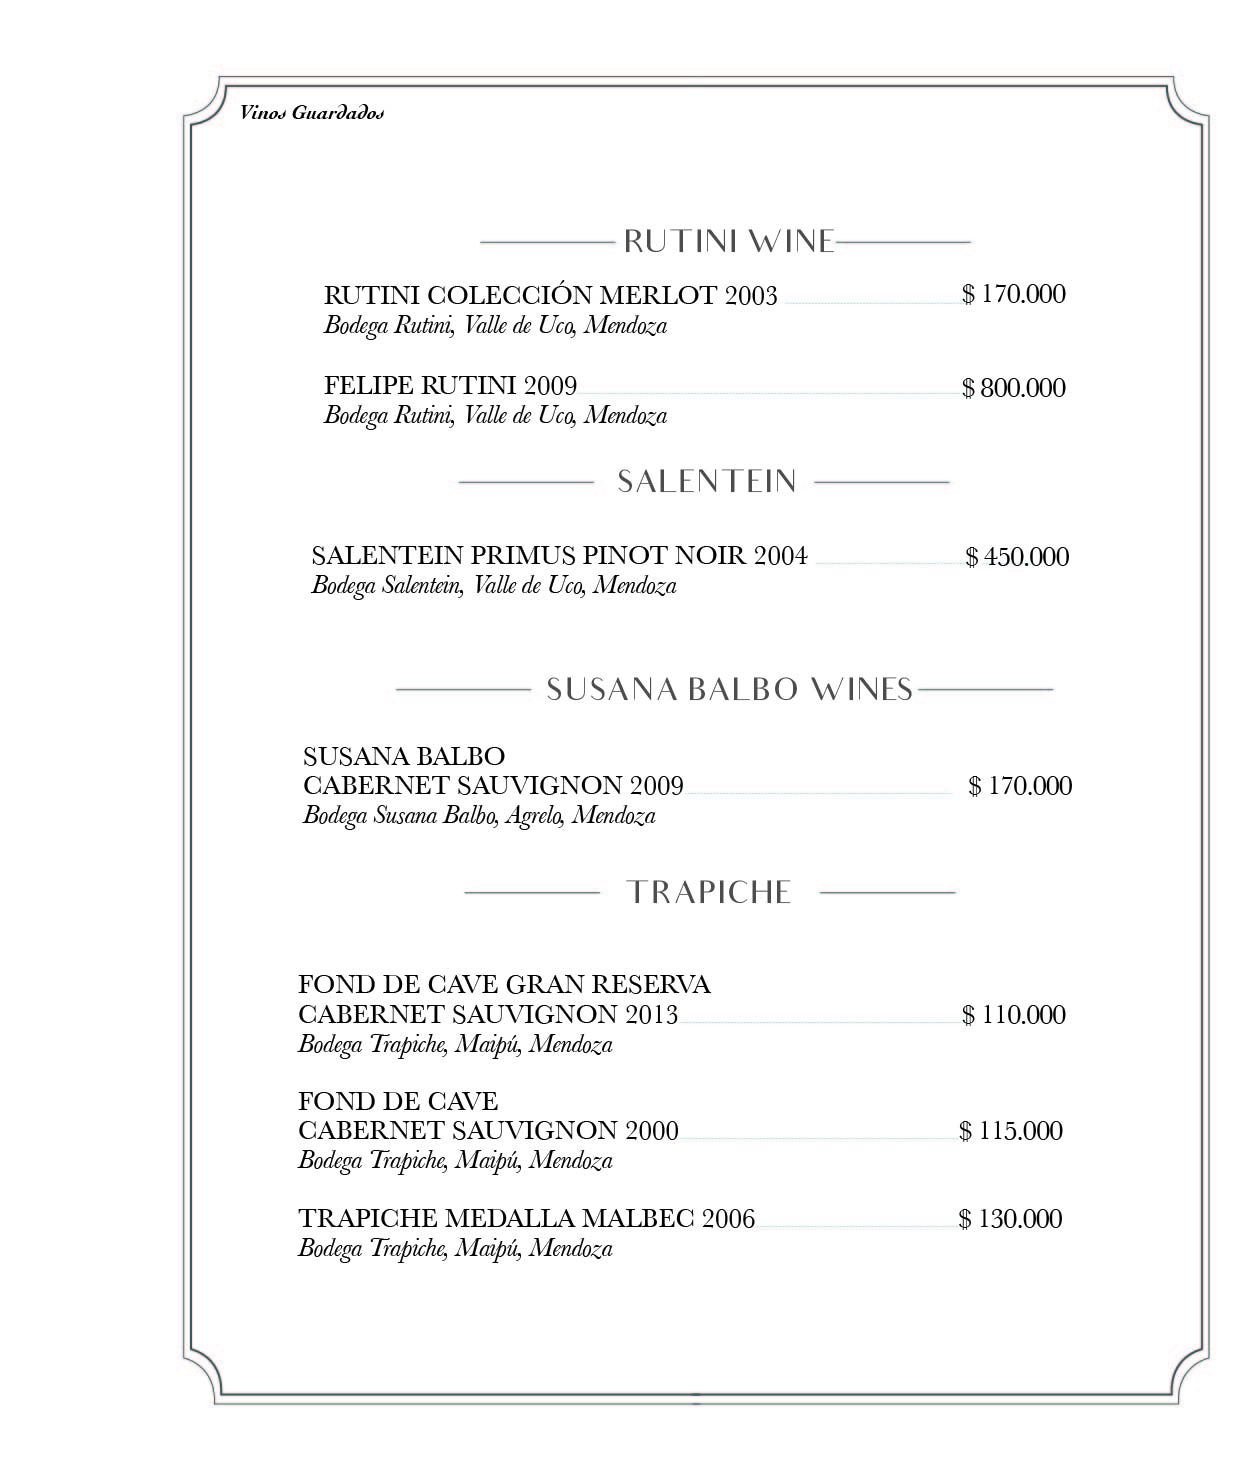 Vinos Guardados
RUTINI WINE
RUTINI COLECCIÓN MERLOT 2003 $ 170.000
Bodega Rutini, Valle de Uco, Mendoza
FELIPE RUTINI 2009 $ 800.000
Bodega Rutini, Valle de Uco, Mendoza
SALENTEIN
SALENTEIN PRIMUS PINOT NOIR 2004 $ 450.000
Bodega Salentein, Valle de Uco, Mendoza
SUSANA BALBO WINES
SUSANA BALBO
CABERNET SAUVIGNON 2009 $ 170.000
Bodega Susana Balbo, Agrelo, Mendoza
TRAPICHE
FOND DE CAVE GRAN RESERVA
CABERNET SAUVIGNON 2013 $ 110.000
Bodega Trapiche, Maipú, Mendoza
FOND DE CAVE
CABERNET SAUVIGNON 2000 $ 115.000
Bodega Trapiche, Maipú, Mendoza
TRAPICHE MEDALLA MALBEC 2006 $ 130.000
Bodega Trapiche, Maipú, Mendoza